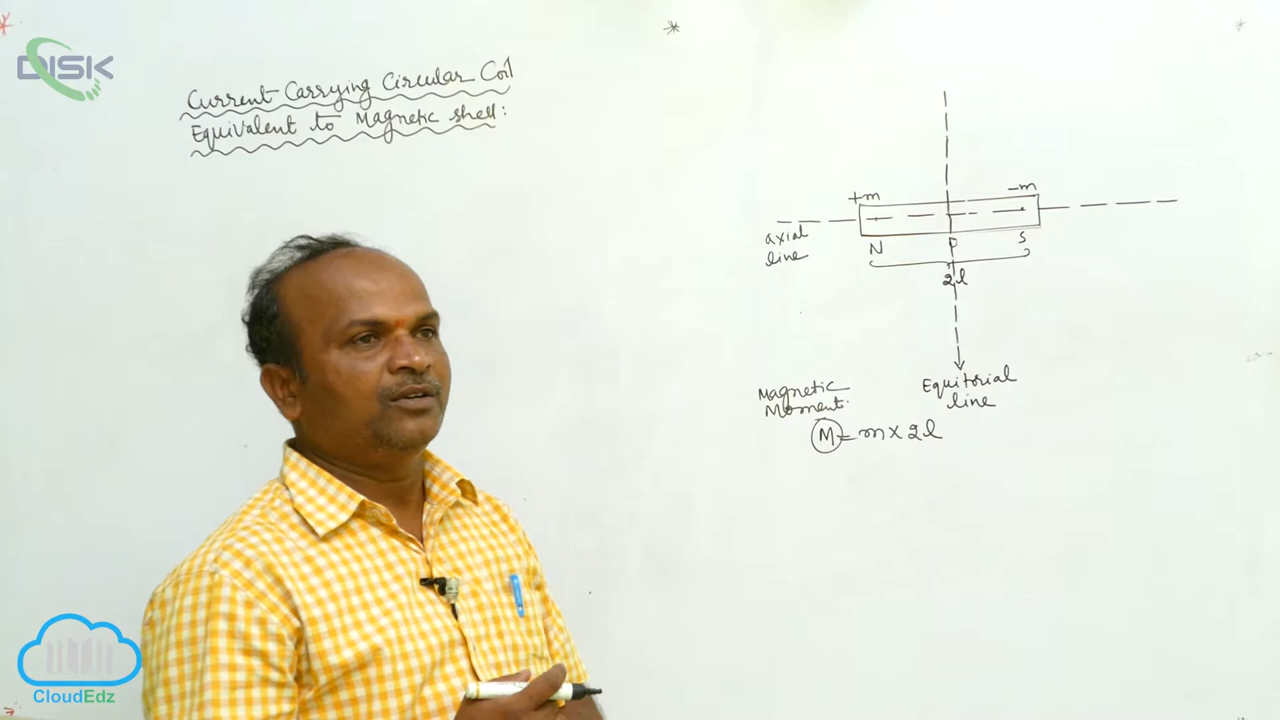 DISK
Current Carrying Circular Coil
Equivalent to Magnetic shell:
+m
-m
axial
line
N
P
S
2l
Equitorial
line
Magnetic
Moment.
M = m x 2l
CloudEdz